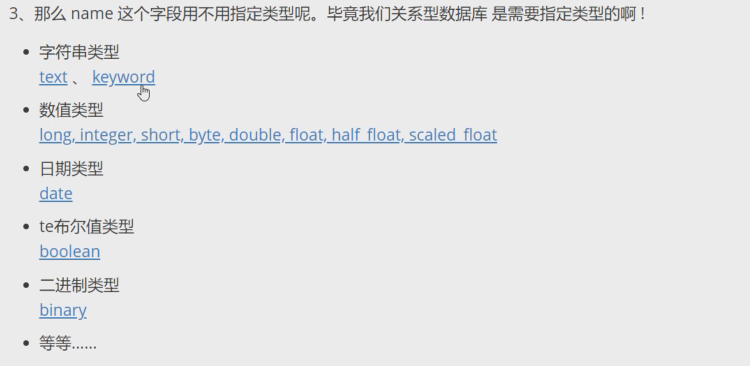 3、那么 name 这个字段用不用指定类型呢。毕竟我们关系型数据库 是需要指定类型的啊！
• 字符串类型
text 、 keyword
• 数值类型
long, integer, short, byte, double, float, half_float, scaled_float
• 日期类型
date
• te布尔值类型
boolean
• 二进制类型
binary
• 等等......